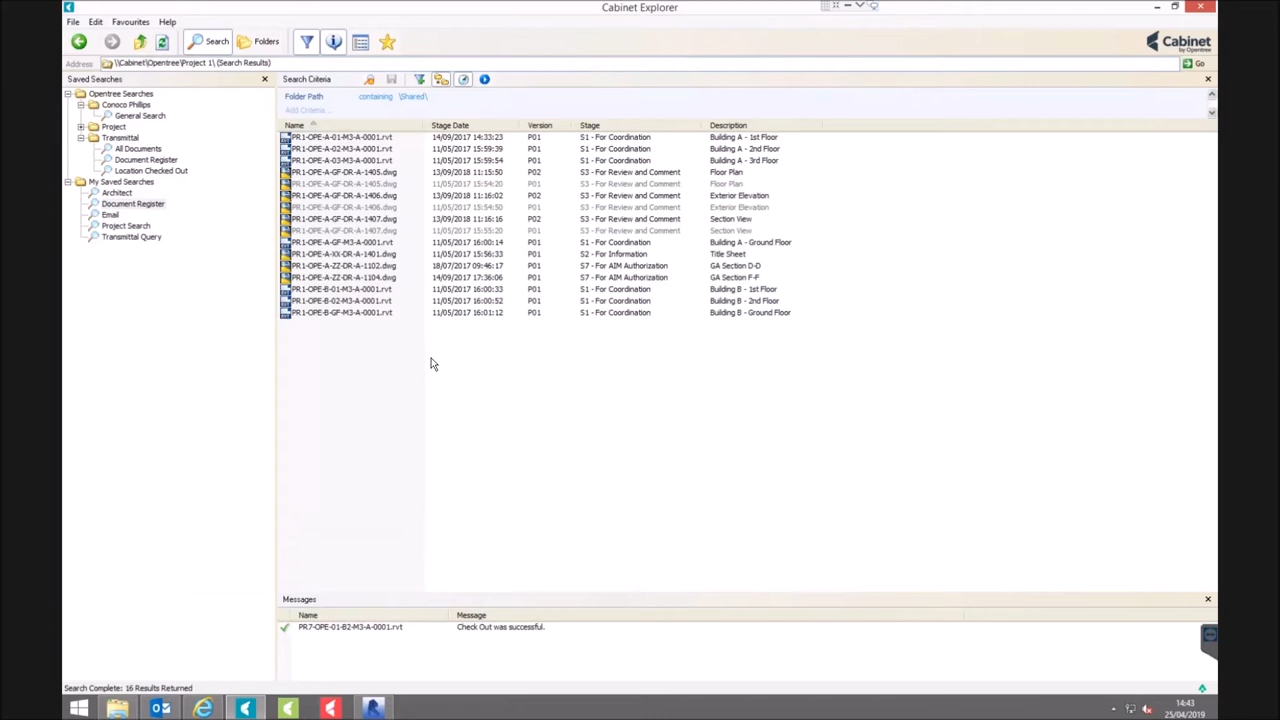 Cabinet Explorer
File Edit Favourites Help
Search Folders
Cabinet
by Opentree
Address \\Cabinet\Opentree\Project 1\ (Search Results) Go
Saved Searches
Opentree Searches
Conoco Phillips
General Search
Project
Transmittal
All Documents
Document Register
Location Checked Out
My Saved Searches
Architect
Document Register
Email
Project Search
Transmittal Query
Search Criteria
Folder Path containing \Shared\
Add Criteria...
Name Stage Date Version Stage Description
PR1-OPE-A-01-M3-A-0001.rvt 14/09/2017 14:33:23 P01 S1 - For Coordination Building A - 1st Floor
PR1-OPE-A-02-M3-A-0001.rvt 11/05/2017 15:59:39 P01 S1 - For Coordination Building A - 2nd Floor
PR1-OPE-A-03-M3-A-0001.rvt 11/05/2017 15:59:54 P01 S1 - For Coordination Building A - 3rd Floor
PR1-OPE-A-GF-DR-A-1405.dwg 13/09/2018 11:15:50 P02 S3 - For Review and Comment Floor Plan
PR1-OPE-A-GF-DR-A-1405.dwg 11/05/2017 15:54:20 P01 S3 - For Review and Comment Floor Plan
PR1-OPE-A-GF-DR-A-1406.dwg 13/09/2018 11:16:02 P02 S3 - For Review and Comment Exterior Elevation
PR1-OPE-A-GF-DR-A-1406.dwg 11/05/2017 15:54:50 P01 S3 - For Review and Comment Exterior Elevation
PR1-OPE-A-GF-DR-A-1407.dwg 13/09/2018 11:16:16 P02 S3 - For Review and Comment Section View
PR1-OPE-A-GF-DR-A-1407.dwg 11/05/2017 15:55:20 P01 S3 - For Review and Comment Section View
PR1-OPE-A-GF-M3-A-0001.rvt 11/05/2017 16:00:14 P01 S1 - For Coordination Building A - Ground Floor
PR1-OPE-A-XX-DR-A-1401.dwg 11/05/2017 15:56:33 P01 S2 - For Information Title Sheet
PR1-OPE-A-ZZ-DR-A-1102.dwg 18/07/2017 09:46:17 P01 S7 - For AIM Authorization GA Section D-D
PR1-OPE-A-ZZ-DR-A-1104.dwg 14/09/2017 17:36:06 P01 S7 - For AIM Authorization GA Section F-F
PR1-OPE-B-01-M3-A-0001.rvt 11/05/2017 16:00:33 P01 S1 - For Coordination Building B - 1st Floor
PR1-OPE-B-02-M3-A-0001.rvt 11/05/2017 16:00:52 P01 S1 - For Coordination Building B - 2nd Floor
PR1-OPE-B-GF-M3-A-0001.rvt 11/05/2017 16:01:12 P01 S1 - For Coordination Building B - Ground Floor
Messages
Name Message
PR7-OPE-01-B2-M3-A-0001.rvt Check Out was successful.
Search Complete: 16 Results Returned
14:43
25/04/2019